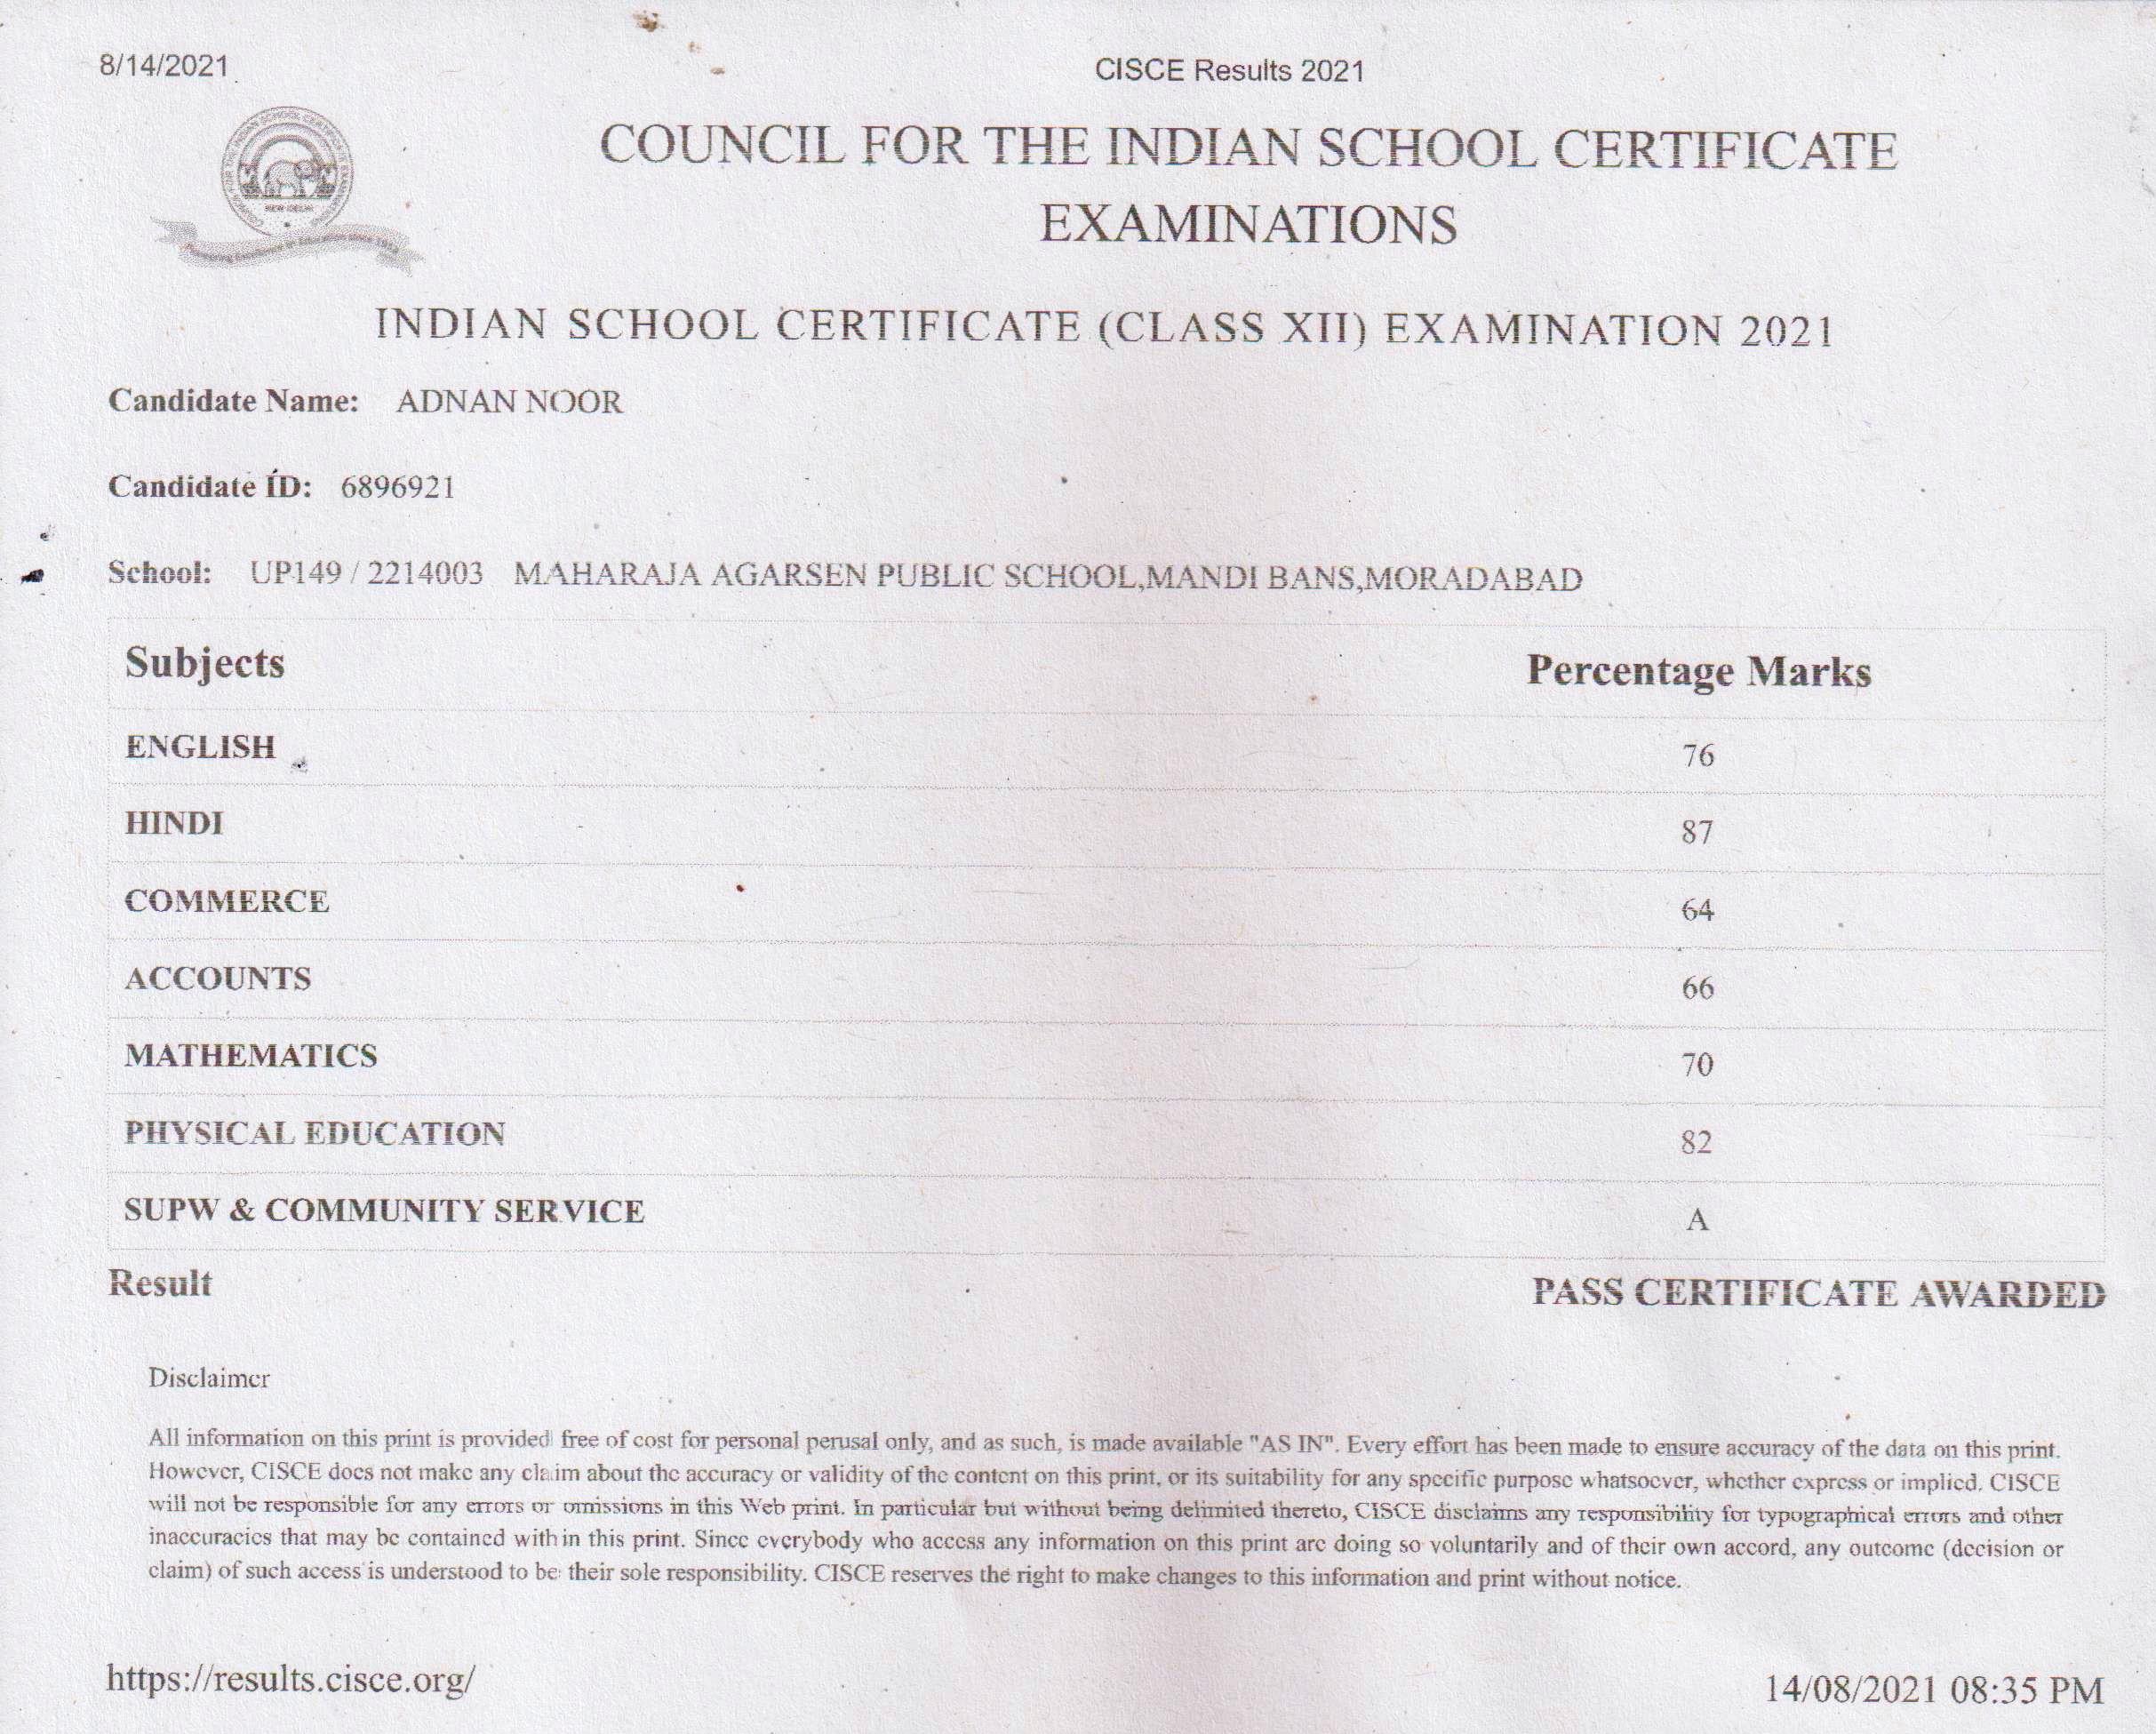 8/14/2021
CISCE Results 2021
COUNCIL FOR THE INDIAN SCHOOL CERTIFICATE
EXAMINATIONS
NEW DELHI
INDIAN SCHOOL CERTIFICATE (CLASS XII) EXAMINATION 2021
Candidate Name: ADNAN NOOR
Candidate ID: 6896921
School: UP149 / 2214003 MAHARAJA AGARSEN PUBLIC SCHOOL,MANDI BANS,MORADABAD
Subjects Percentage Marks
ENGLISH 76
HINDI 87
COMMERCE 64
ACCOUNTS 66
MATHEMATICS 70
PHYSICAL EDUCATION 82
SUPW & COMMUNITY SERVICE A
Result PASS CERTIFICATE AWARDED
Disclaimer
All information on this print is provided free of cost for personal perusal only, and as such, is made available "AS IN". Every effort has been made to ensure accuracy of the data on this print.
However, CISCE does not make any claim about the accuracy or validity of the content on this print, or its suitability for any specific purpose whatsoever, whether express or implied. CISCE
will not be responsible for any errors or omissions in this Web print. In particular but without being delimited thereto, CISCE disclaims any responsibility for typographical errors and other
inaccuracies that may be contained within this print. Since everybody who access any information on this print are doing so voluntarily and of their own accord, any outcome (decision or
claim) of such access is understood to be their sole responsibility. CISCE reserves the right to make changes to this information and print without notice.
https://results.cisce.org/
14/08/2021 08:35 PM